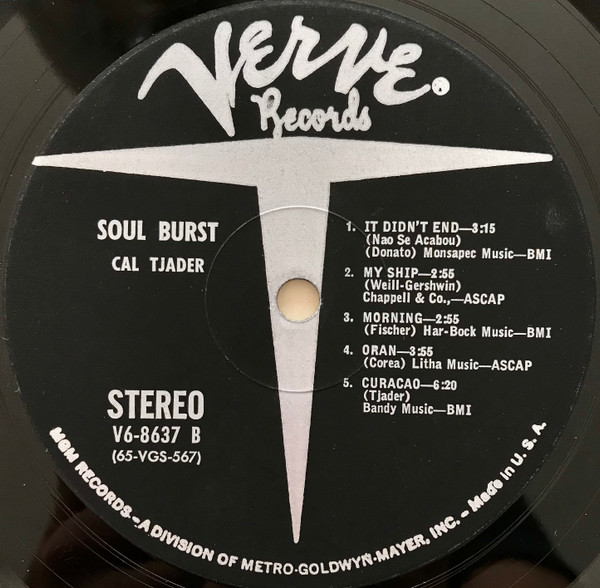 VERVE®
Records
SOUL BURST
CAL TJADER
STEREO
V6-8637 B
(65-VGS-567)
1. IT DIDN'T END—3:15
(Nao Se Acabou)
(Donato) Monsapec Music—BMI
2. MY SHIP—2:55
(Weill-Gershwin)
Chappell & Co.,—ASCAP
3. MORNING—2:55
(Fischer) Har-Bock Music—BMI
4. ORAN—3:55
(Corea) Litha Music—ASCAP
5. CURACAO—6:20
(Tjader)
Bandy Music—BMI
MGM RECORDS—A DIVISION OF METRO-GOLDWYN-MAYER, INC. – Made in U. S. A.